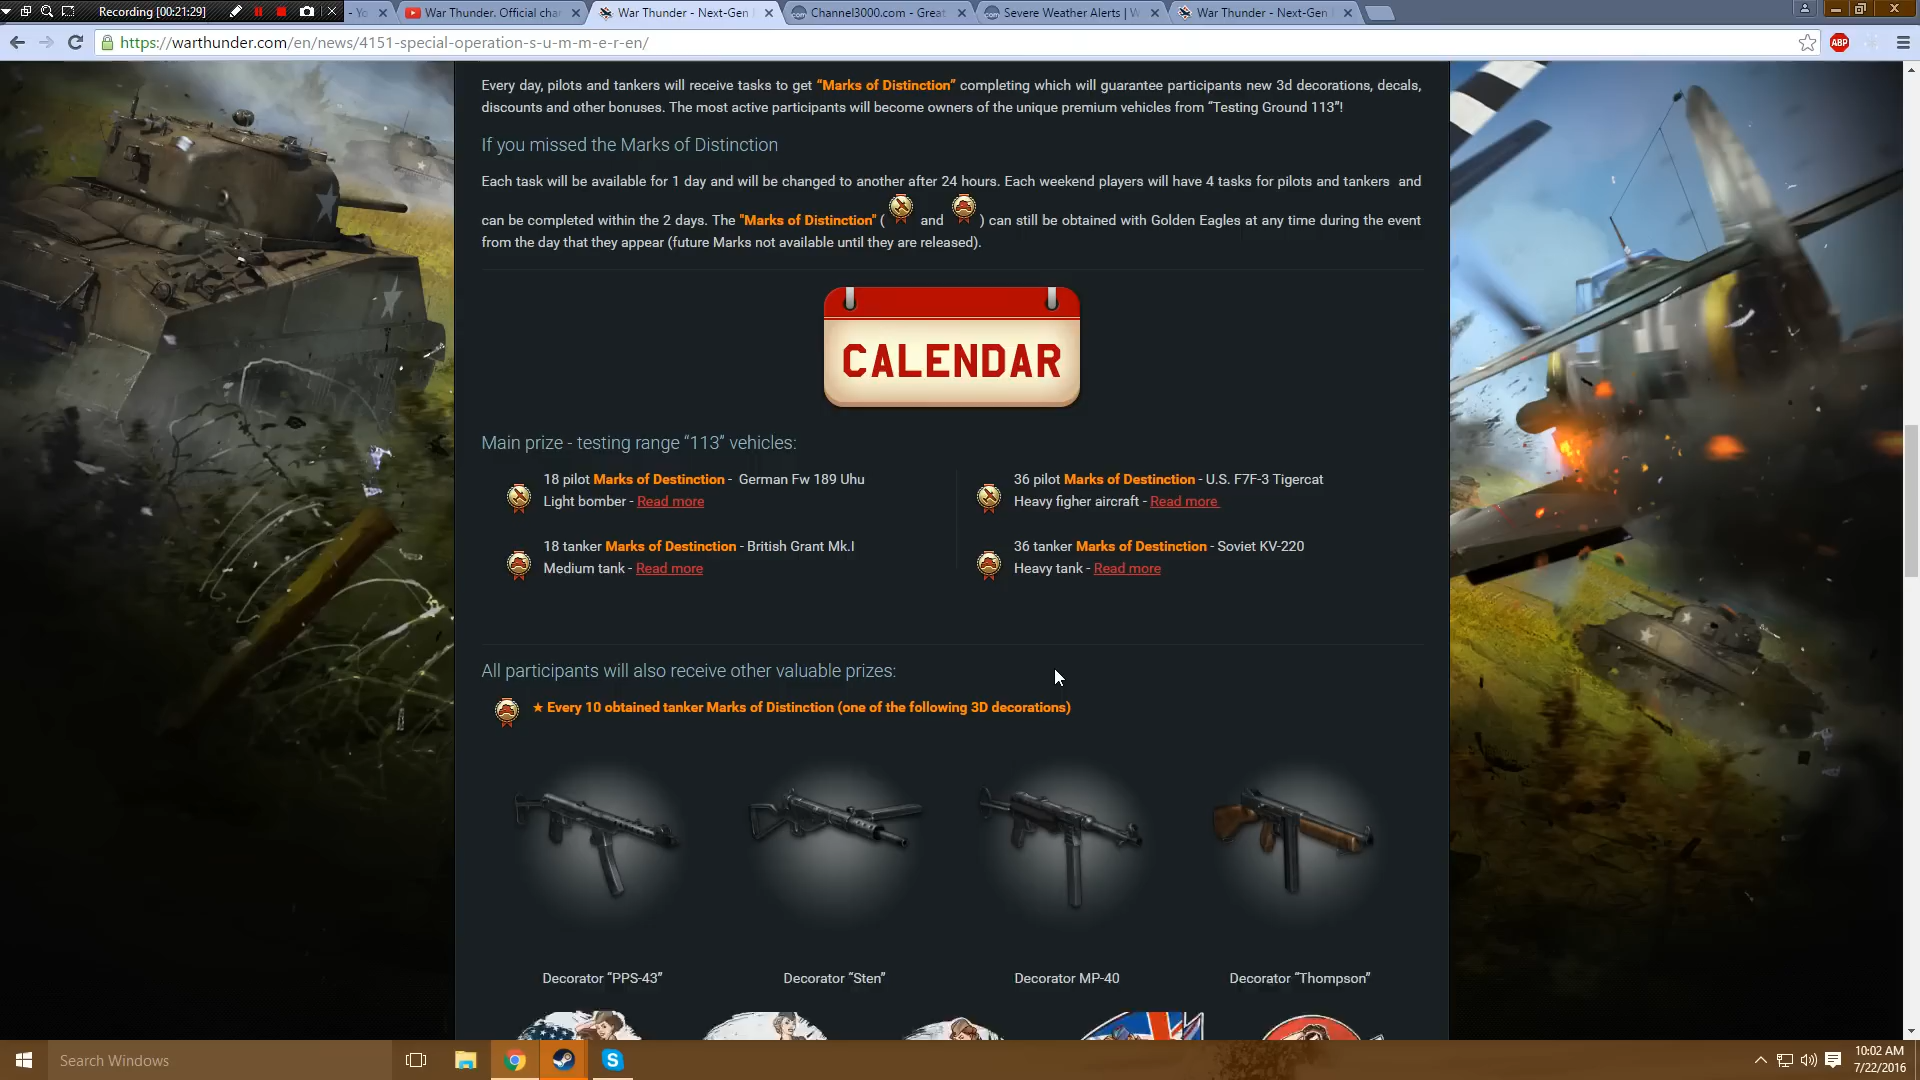 Recording [00:21:29]
- Yo
War Thunder. Official cha
War Thunder - Next-Gen
Channel3000.com - Great
Severe Weather Alerts | W
War Thunder - Next-Gen
https://warthunder.com/en/news/4151-special-operation-s-u-m-m-e-r-en/
ABP
Every day, pilots and tankers will receive tasks to get “Marks of Distinction” completing which will guarantee participants new 3d decorations, decals,
discounts and other bonuses. The most active participants will become owners of the unique premium vehicles from “Testing Ground 113”!
If you missed the Marks of Distinction
Each task will be available for 1 day and will be changed to another after 24 hours. Each weekend players will have 4 tasks for pilots and tankers and
can be completed within the 2 days. The "Marks of Distinction" ( and ) can still be obtained with Golden Eagles at any time during the event
from the day that they appear (future Marks not available until they are released).
CALENDAR
Main prize - testing range “113” vehicles:
18 pilot Marks of Destinction - German Fw 189 Uhu
Light bomber - Read more
36 pilot Marks of Destinction - U.S. F7F-3 Tigercat
Heavy figher aircraft - Read more
18 tanker Marks of Destinction - British Grant Mk.I
Medium tank - Read more
36 tanker Marks of Destinction - Soviet KV-220
Heavy tank - Read more
All participants will also receive other valuable prizes:
★ Every 10 obtained tanker Marks of Distinction (one of the following 3D decorations)
Decorator “PPS-43”
Decorator “Sten”
Decorator MP-40
Decorator “Thompson”
Search Windows
10:02 AM
7/22/2016